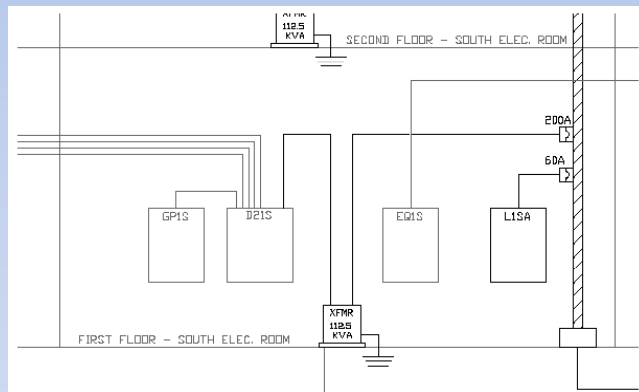 XFMR
112.5
KVA
SECOND FLOOR - SOUTH ELEC. ROOM
200A
60A
GP1S
D21S
EQ1S
L1SA
XFMR
112.5
KVA
FIRST FLOOR - SOUTH ELEC. ROOM